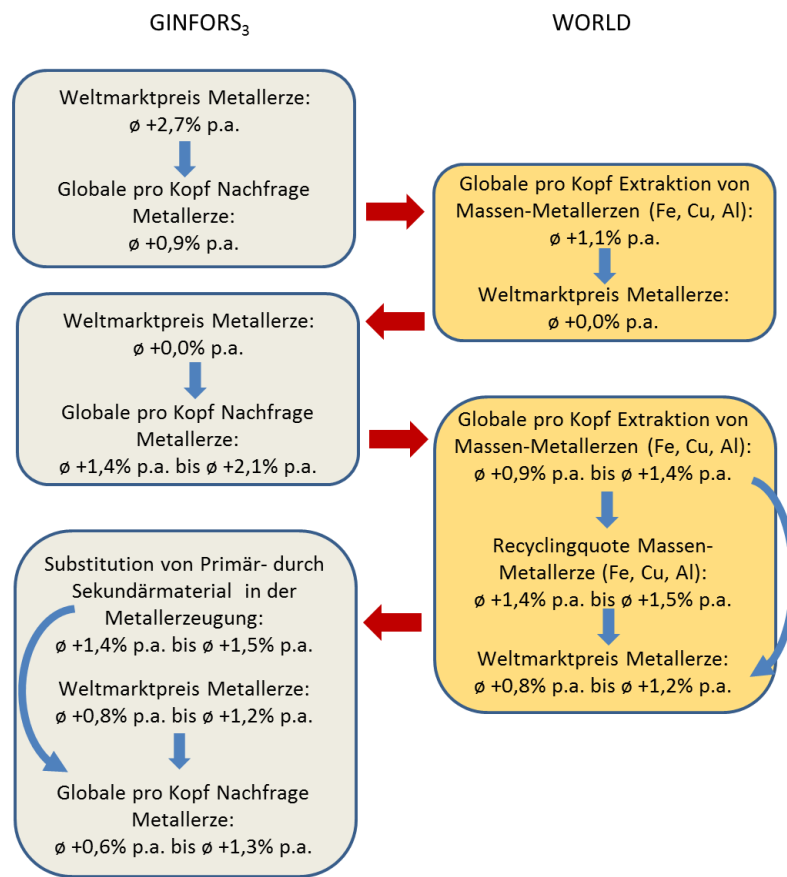 GINFORS₃
WORLD
Weltmarktpreis Metallerze:
ø +2,7% p.a.
Globale pro Kopf Nachfrage
Metallerze:
ø +0,9% p.a.
Globale pro Kopf Extraktion von
Massen-Metallerzen (Fe, Cu, Al):
ø +1,1% p.a.
Weltmarktpreis Metallerze:
ø +0,0% p.a.
Weltmarktpreis Metallerze:
ø +0,0% p.a.
Globale pro Kopf Nachfrage
Metallerze:
ø +1,4% p.a. bis ø +2,1% p.a.
Globale pro Kopf Extraktion von
Massen-Metallerzen (Fe, Cu, Al):
ø +0,9% p.a. bis ø +1,4% p.a.
Recyclingquote Massen-
Metallerze (Fe, Cu, Al):
ø +1,4% p.a. bis ø +1,5% p.a.
Weltmarktpreis Metallerze:
ø +0,8% p.a. bis ø +1,2% p.a.
Substitution von Primär- durch
Sekundärmaterial in der
Metallerzeugung:
ø +1,4% p.a. bis ø +1,5% p.a.
Weltmarktpreis Metallerze:
ø +0,8% p.a. bis ø +1,2% p.a.
Globale pro Kopf Nachfrage
Metallerze:
ø +0,6% p.a. bis ø +1,3% p.a.